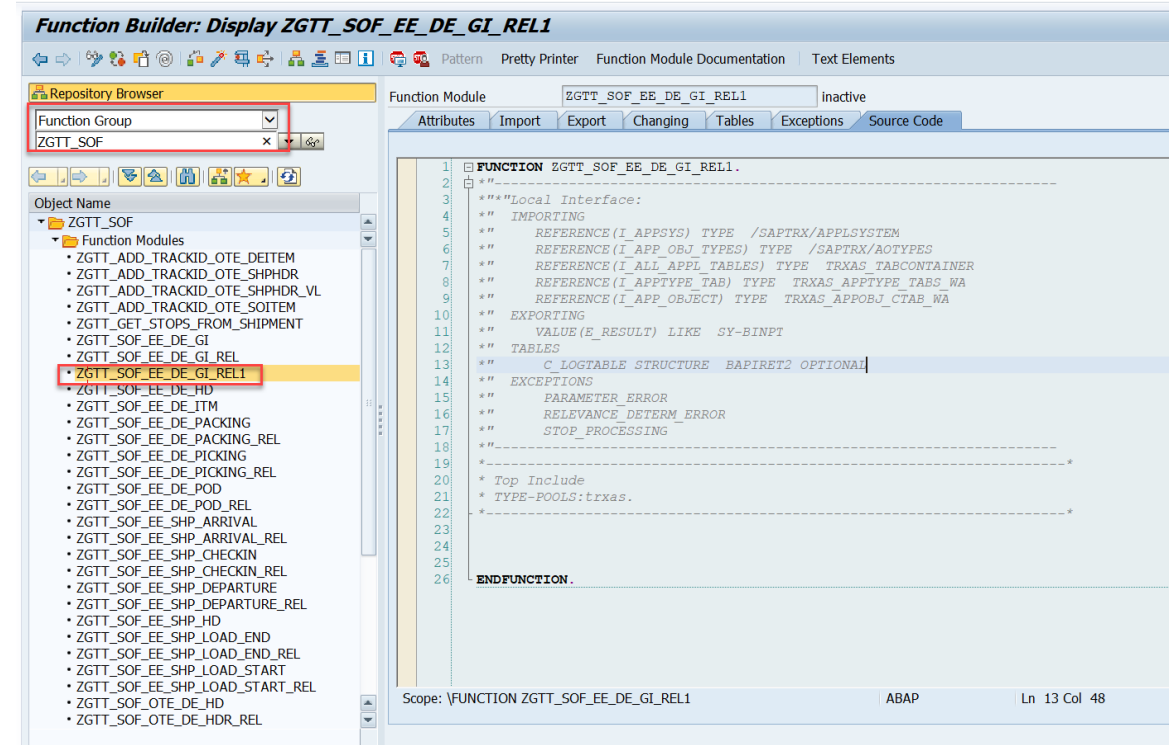 Function Builder: Display ZGTT_SOF_EE_DE_GI_REL1
Pattern Pretty Printer Function Module Documentation Text Elements
Repository Browser
Function Group
ZGTT_SOF
Object Name
ZGTT_SOF
Function Modules
ZGTT_ADD_TRACKID_OTE_DEITEM
ZGTT_ADD_TRACKID_OTE_SHPHDR
ZGTT_ADD_TRACKID_OTE_SHPHDR_VL
ZGTT_ADD_TRACKID_OTE_SOITEM
ZGTT_GET_STOPS_FROM_SHIPMENT
ZGTT_SOF_EE_DE_GI
ZGTT_SOF_EE_DE_GI_REL
ZGTT_SOF_EE_DE_GI_REL1
ZGTT_SOF_EE_DE_HD
ZGTT_SOF_EE_DE_ITM
ZGTT_SOF_EE_DE_PACKING
ZGTT_SOF_EE_DE_PACKING_REL
ZGTT_SOF_EE_DE_PICKING
ZGTT_SOF_EE_DE_PICKING_REL
ZGTT_SOF_EE_DE_POD
ZGTT_SOF_EE_DE_POD_REL
ZGTT_SOF_EE_SHP_ARRIVAL
ZGTT_SOF_EE_SHP_ARRIVAL_REL
ZGTT_SOF_EE_SHP_CHECKIN
ZGTT_SOF_EE_SHP_CHECKIN_REL
ZGTT_SOF_EE_SHP_DEPARTURE
ZGTT_SOF_EE_SHP_DEPARTURE_REL
ZGTT_SOF_EE_SHP_HD
ZGTT_SOF_EE_SHP_LOAD_END
ZGTT_SOF_EE_SHP_LOAD_END_REL
ZGTT_SOF_EE_SHP_LOAD_START
ZGTT_SOF_EE_SHP_LOAD_START_REL
ZGTT_SOF_OTE_DE_HD
ZGTT_SOF_OTE_DE_HDR_REL
Function Module ZGTT_SOF_EE_DE_GI_REL1 inactive
Attributes Import Export Changing Tables Exceptions Source Code
1 FUNCTION ZGTT_SOF_EE_DE_GI_REL1.
2 *"----------------------------------------------------------------------
3 *"*"Local Interface:
4 *"  IMPORTING
5 *"     REFERENCE(I_APPSYS) TYPE  /SAPTRX/APPLSYSTEM
6 *"     REFERENCE(I_APP_OBJ_TYPES) TYPE  /SAPTRX/AOTYPES
7 *"     REFERENCE(I_ALL_APPL_TABLES) TYPE  TRXAS_TABCONTAINER
8 *"     REFERENCE(I_APPTYPE_TAB) TYPE  TRXAS_APPTYPE_TABS_WA
9 *"     REFERENCE(I_APP_OBJECT) TYPE  TRXAS_APPOBJ_CTAB_WA
10 *"  EXPORTING
11 *"     VALUE(E_RESULT) LIKE  SY-BINPT
12 *"  TABLES
13 *"      C_LOGTABLE STRUCTURE  BAPIRET2 OPTIONAL
14 *"  EXCEPTIONS
15 *"      PARAMETER_ERROR
16 *"      RELEVANCE_DETERM_ERROR
17 *"      STOP_PROCESSING
18 *"----------------------------------------------------------------------
19 *----------------------------------------------------------------------*
20 * Top Include
21 * TYPE-POOLS:trxas.
22 *----------------------------------------------------------------------*
23
24
25
26 ENDFUNCTION.
Scope: \FUNCTION ZGTT_SOF_EE_DE_GI_REL1 ABAP Ln 13 Col 48